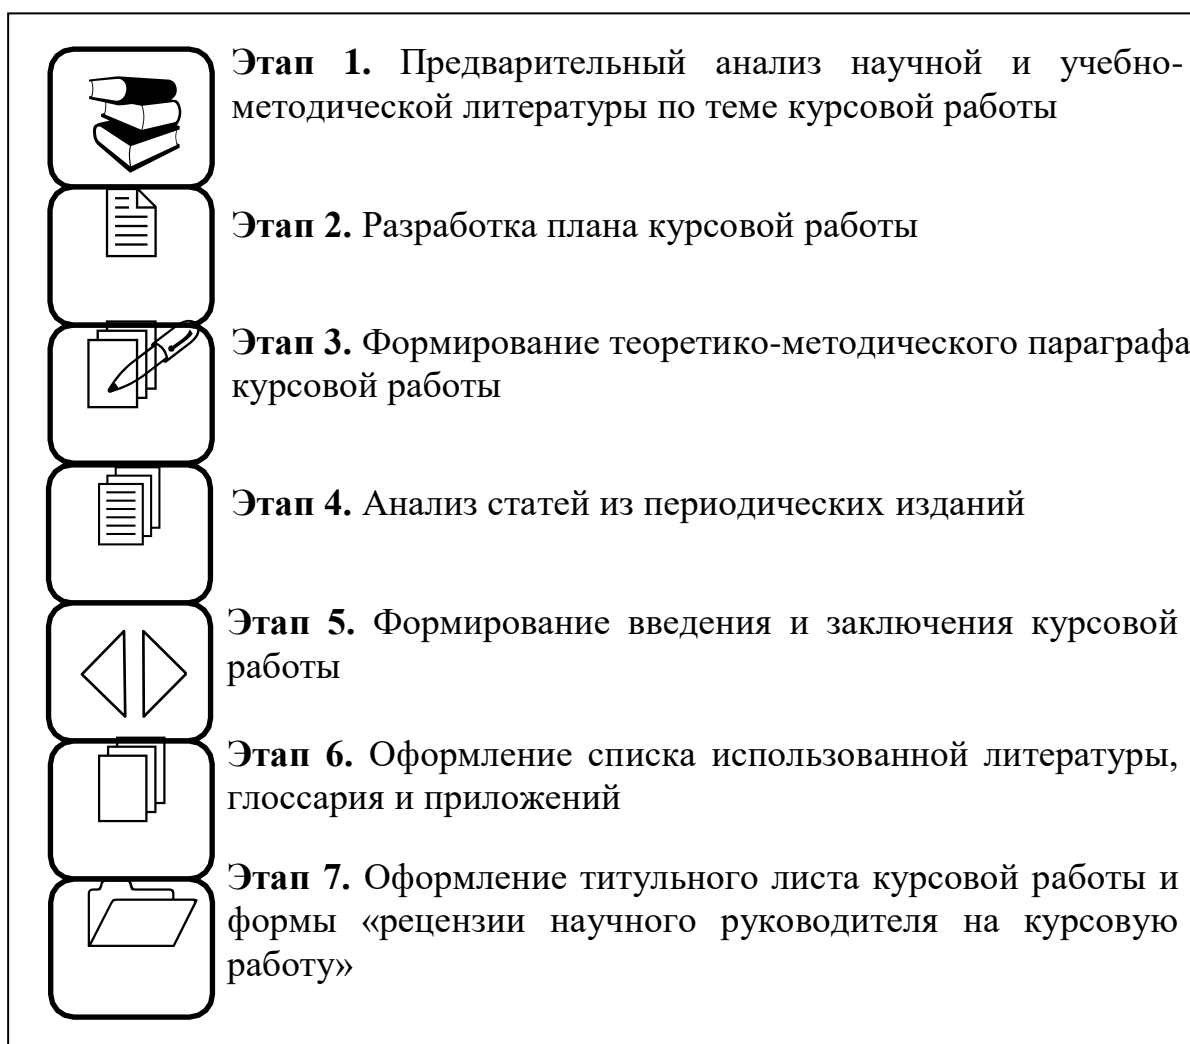 Этап 1. Предварительный анализ научной и учебно-
методической литературы по теме курсовой работы
Этап 2. Разработка плана курсовой работы
Этап 3. Формирование теоретико-методического параграфа
курсовой работы
Этап 4. Анализ статей из периодических изданий
Этап 5. Формирование введения и заключения курсовой
работы
Этап 6. Оформление списка использованной литературы,
глоссария и приложений
Этап 7. Оформление титульного листа курсовой работы и
формы «рецензии научного руководителя на курсовую
работу»